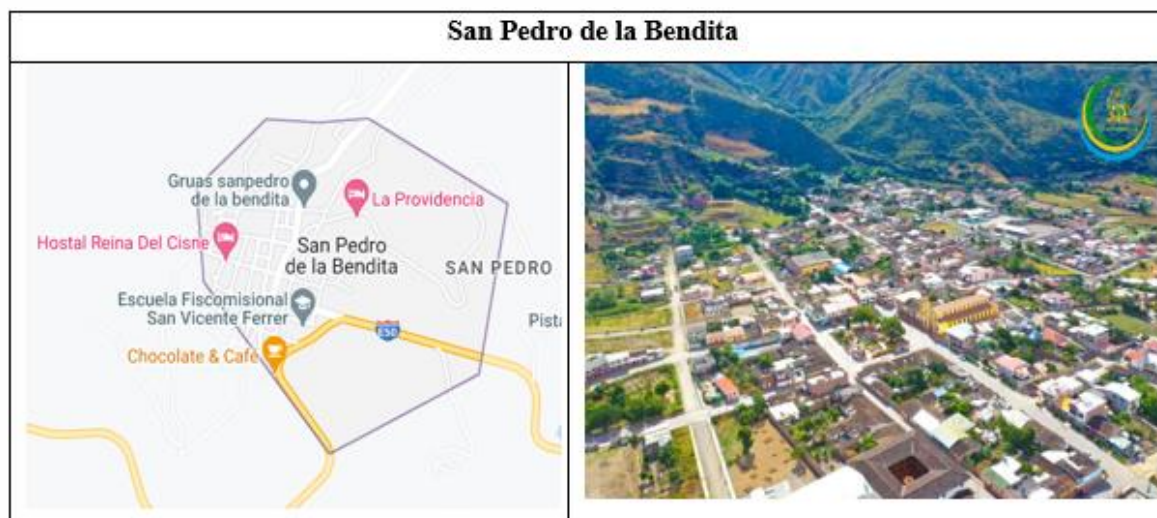 San Pedro de la Bendita
Gruas sanpedro
de la bendita
La Providencia
Hostal Reina Del Cisne
San Pedro
de la Bendita
SAN PEDRO
Escuela Fiscomisional
San Vicente Ferrer
E50
Pista
Chocolate & Café